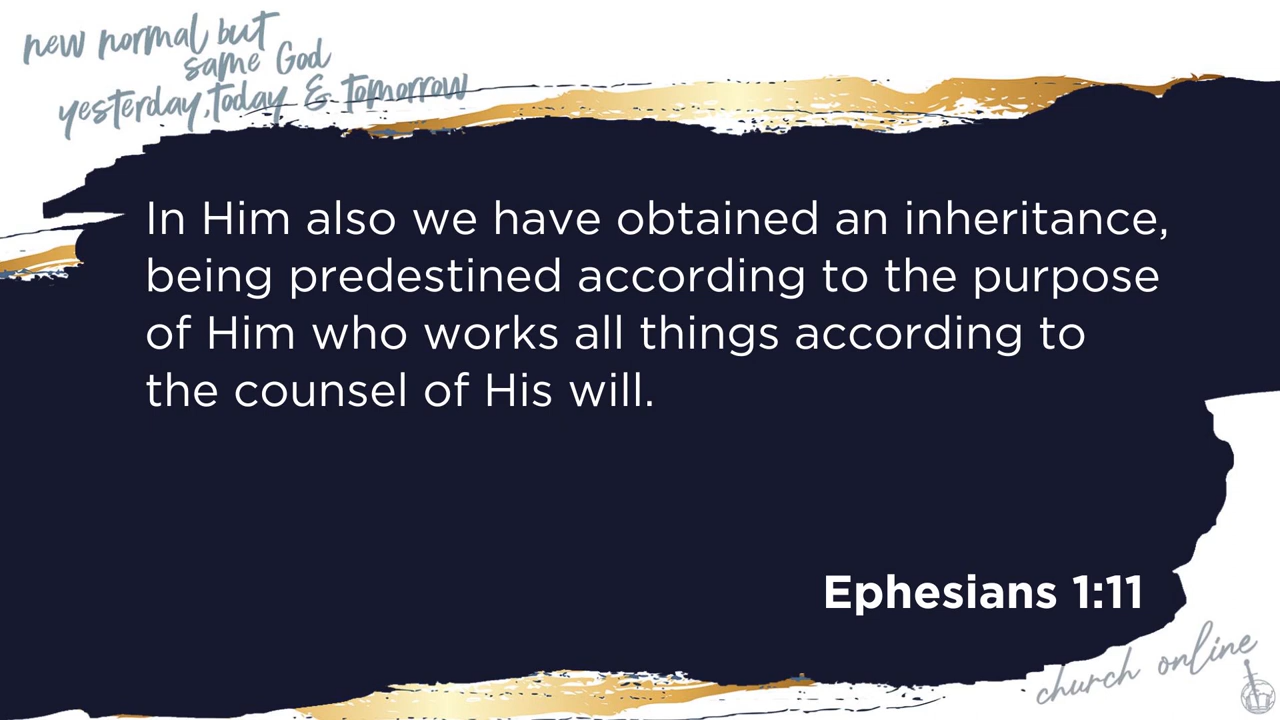 new normal but
same God
yesterday, today & tomorrow
In Him also we have obtained an inheritance,
being predestined according to the purpose
of Him who works all things according to
the counsel of His will.
Ephesians 1:11
church online